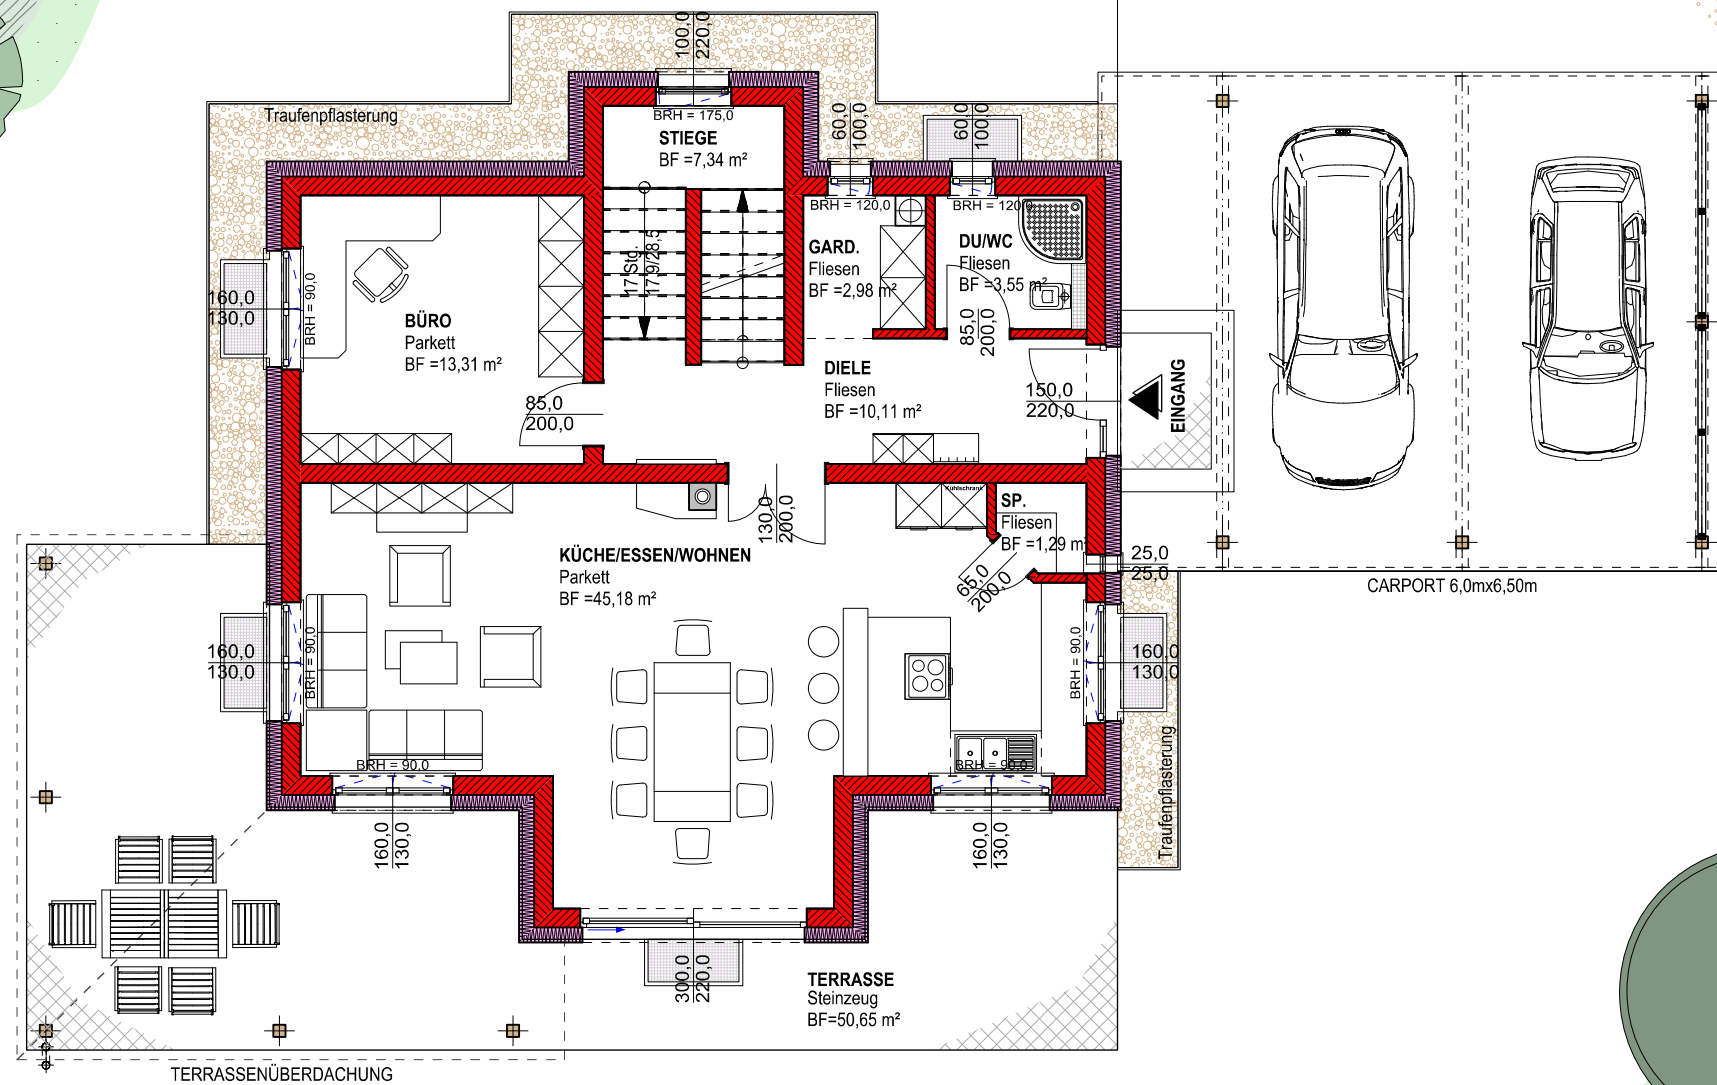 100,0
220,0
Traufenpflasterung
BRH = 175,0
STIEGE
BF =7,34 m²
60,0
100,0
60,0
100,0
BRH = 120,0
BRH = 120,0
17 Stg.
17,9/28,5
GARD.
Fliesen
BF =2,98 m²
DU/WC
Fliesen
BF =3,55 m²
85,0
200,0
160,0
130,0
BRH = 90,0
BÜRO
Parkett
BF =13,31 m²
85,0
200,0
DIELE
Fliesen
BF =10,11 m²
150,0
220,0
EINGANG
130,0
200,0
Kühlschrank
SP.
Fliesen
BF =1,29 m²
65,0
200,0
25,0
25,0
CARPORT 6,0mx6,50m
KÜCHE/ESSEN/WOHNEN
Parkett
BF =45,18 m²
160,0
130,0
BRH = 90,0
BRH = 90,0
160,0
130,0
Traufenpflasterung
BRH = 90,0
BRH = 90,0
160,0
130,0
160,0
130,0
300,0
220,0
TERRASSE
Steinzeug
BF=50,65 m²
TERRASSENÜBERDACHUNG